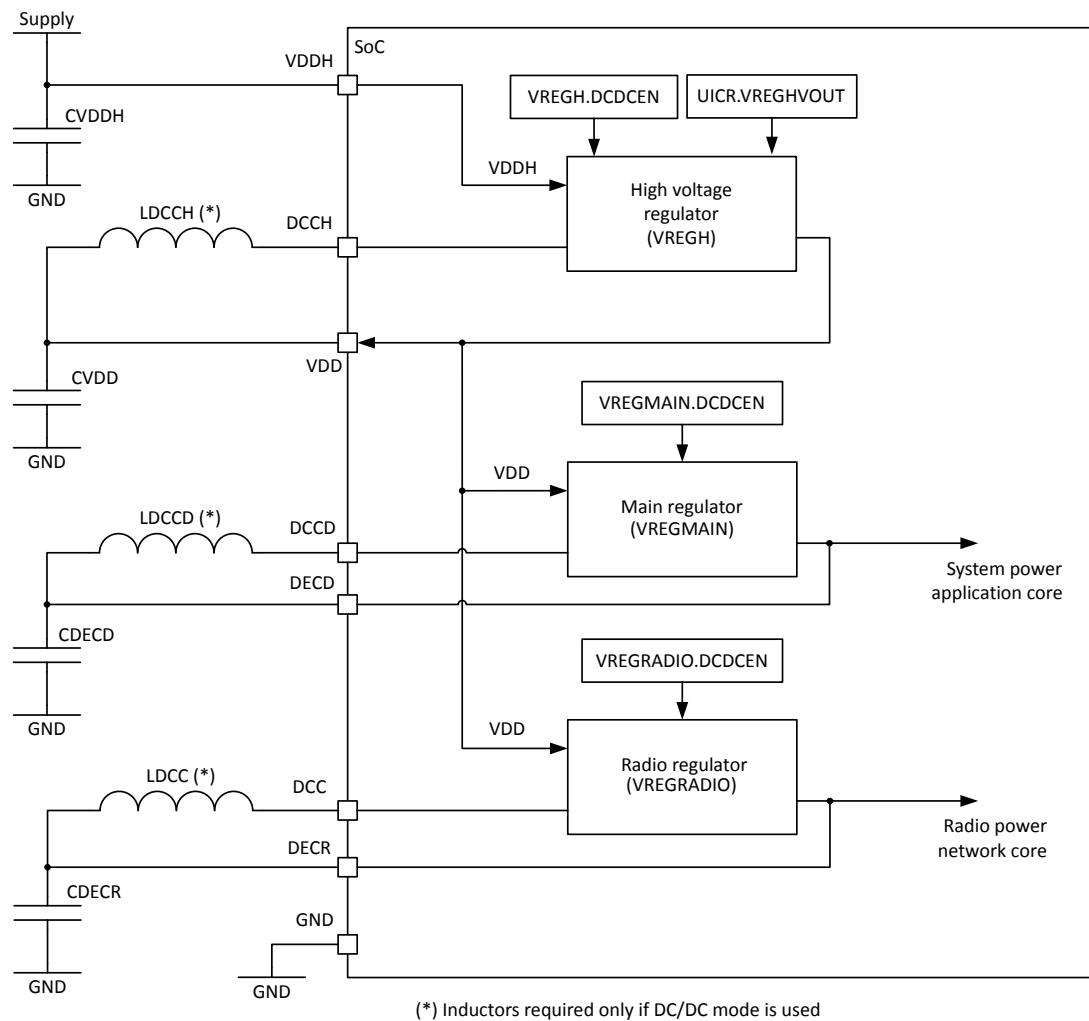 Supply
SoC
VDDH
VREGH.DCDCEN
UICR.VREGHVOUT
CVDDH
VDDH
GND
High voltage
regulator
(VREGH)
LDCCH (*)
DCCH
VDD
CVDD
VREGMAIN.DCDCEN
GND
VDD
Main regulator
(VREGMAIN)
LDCCD (*)
DCCD
DECD
System power
application core
CDECD
VREGRADIO.DCDCEN
GND
VDD
Radio regulator
(VREGRADIO)
LDCC (*)
DCC
DECR
Radio power
network core
CDECR
GND
GND
GND
(*) Inductors required only if DC/DC mode is used